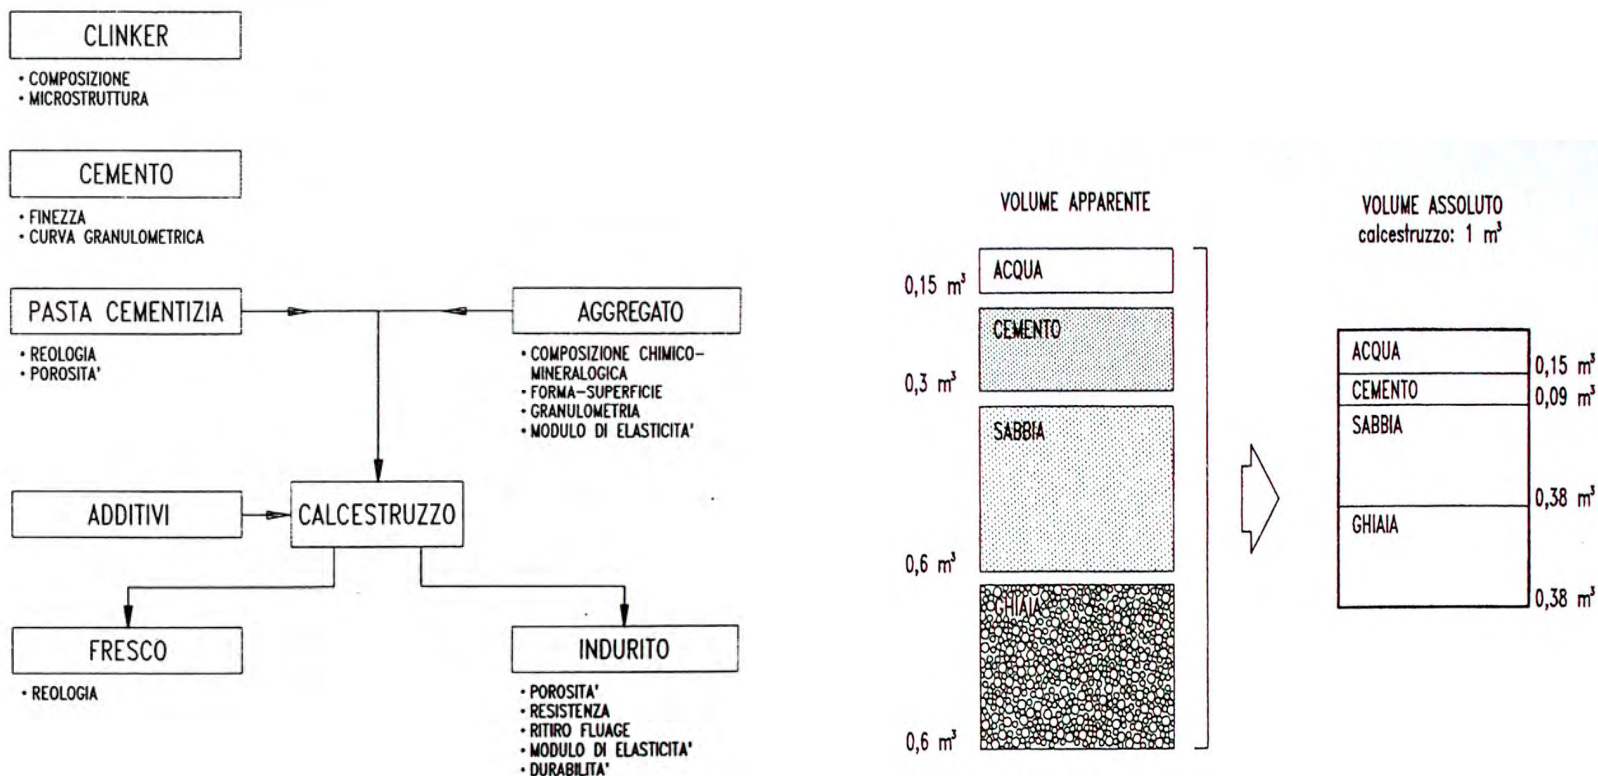 CLINKER
• COMPOSIZIONE
• MICROSTRUTTURA
CEMENTO
• FINEZZA
• CURVA GRANULOMETRICA
PASTA CEMENTIZIA
• REOLOGIA
• POROSITA'
AGGREGATO
• COMPOSIZIONE CHIMICO-
MINERALOGICA
• FORMA-SUPERFICIE
• GRANULOMETRIA
• MODULO DI ELASTICITA'
ADDITIVI
CALCESTRUZZO
FRESCO
• REOLOGIA
INDURITO
• POROSITA'
• RESISTENZA
• RITIRO FLUAGE
• MODULO DI ELASTICITA'
• DURABILITA'
VOLUME APPARENTE
ACQUA
0,15 m³
CEMENTO
0,3 m³
SABBIA
0,6 m³
GHIAIA
0,6 m³
VOLUME ASSOLUTO
calcestruzzo: 1 m³
ACQUA
0,15 m³
CEMENTO
0,09 m³
SABBIA
0,38 m³
GHIAIA
0,38 m³